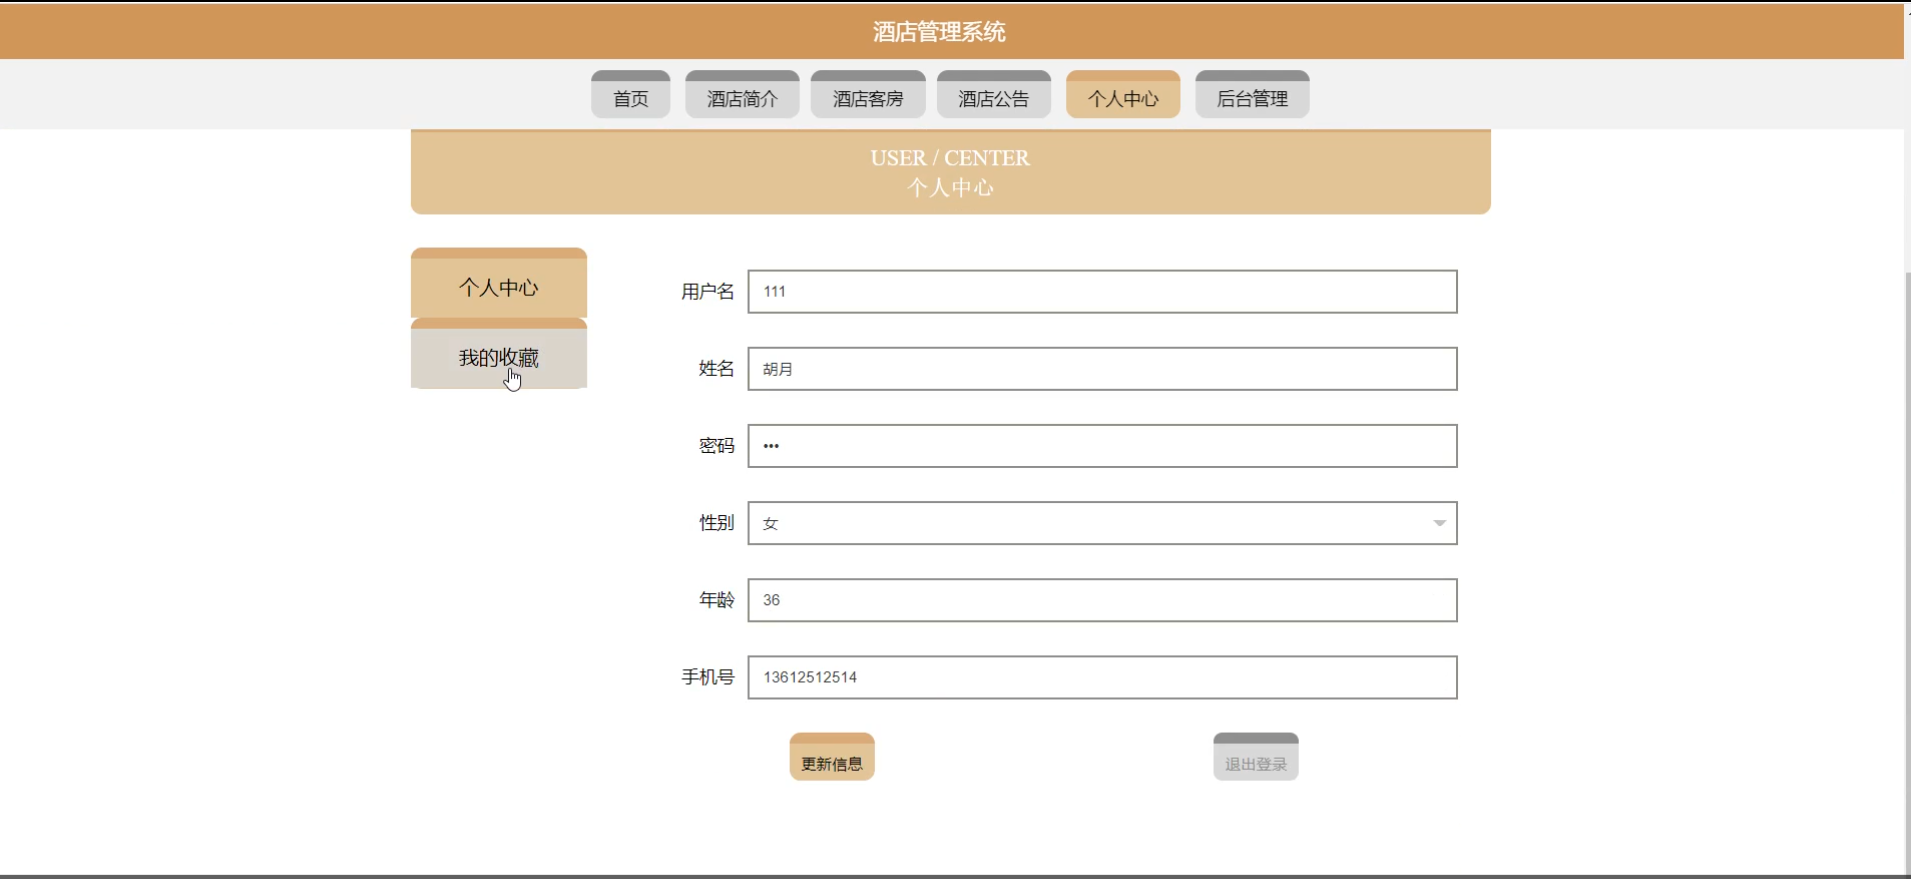 酒店管理系统
首页 酒店简介 酒店客房 酒店公告 个人中心 后台管理
USER / CENTER
个人中心
个人中心
我的收藏
用户名 111
姓名 胡月
密码 •••
性别 女
年龄 36
手机号 13612512514
更新信息 退出登录